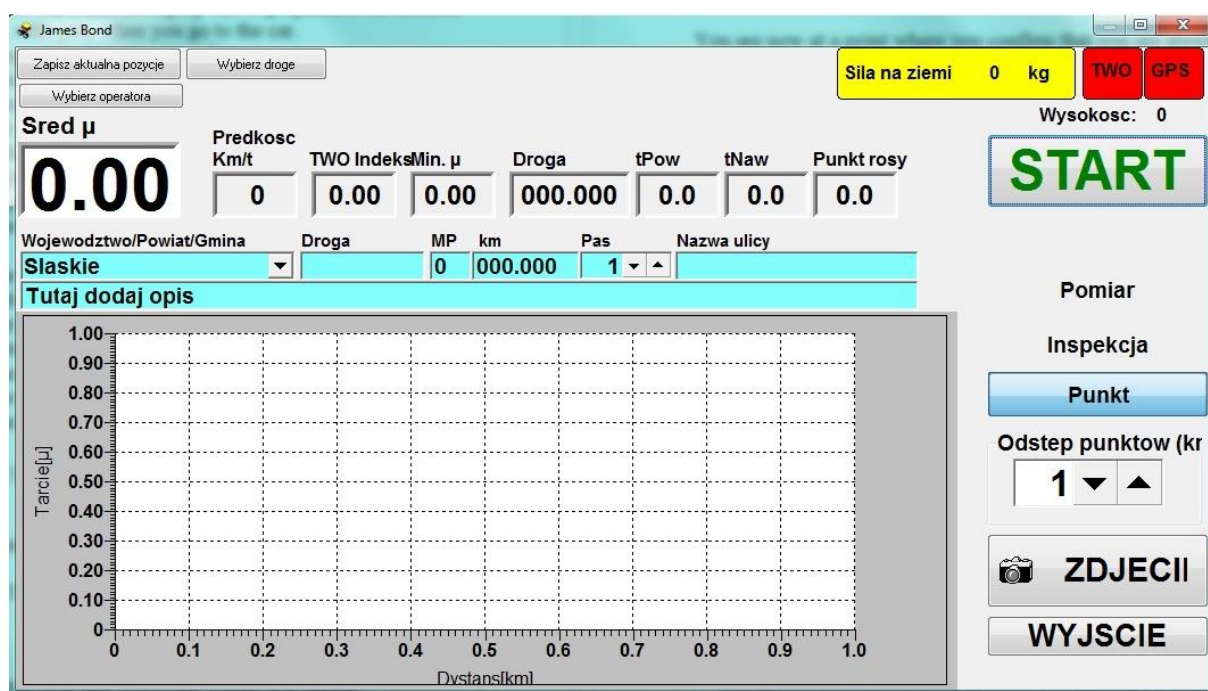 James Bond
Zapisz aktualna pozycje Wybierz droge
Wybierz operatora
Sila na ziemi 0 kg TWO GPS
Wysokosc: 0
Sred µ
0.00
Predkosc
Km/t TWO Indeks Min. µ Droga tPow tNaw Punkt rosy
0 0.00 0.00 000.000 0.0 0.0 0.0
START
Wojewodztwo/Powiat/Gmina Droga MP km Pas Nazwa ulicy
Slaskie 0 000.000 1
Tutaj dodaj opis
Pomiar
Inspekcja
Punkt
Odstep punktow (kr
1
ZDJECII
WYJSCIE
Tarcie[µ]
1.00
0.90
0.80
0.70
0.60
0.50
0.40
0.30
0.20
0.10
0
0 0.1 0.2 0.3 0.4 0.5 0.6 0.7 0.8 0.9 1.0
Dystans[km]